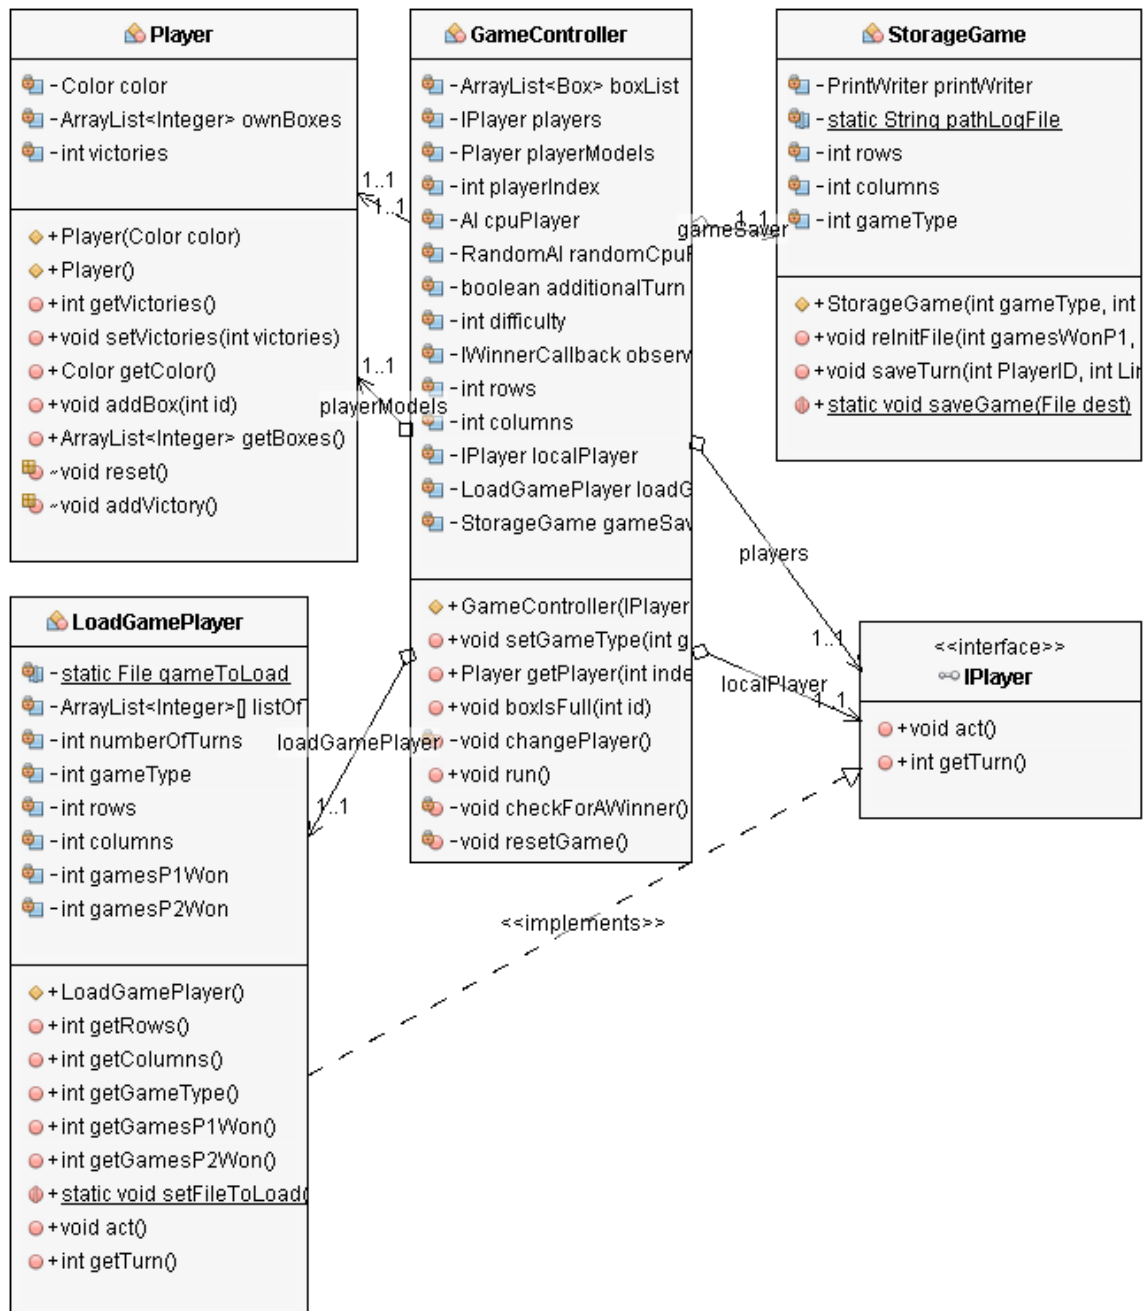 Player
- Color color
- ArrayList<Integer> ownBoxes
- int victories
+ Player(Color color)
+ Player()
+ int getVictories()
+ void setVictories(int victories)
+ Color getColor()
+ void addBox(int id)
+ ArrayList<Integer> getBoxes()
~ void reset()
~ void addVictory()
GameController
- ArrayList<Box> boxList
- IPlayer players
- Player playerModels
- int playerIndex
- AI cpuPlayer
- RandomAI randomCpu
- boolean additionalTurn
- int difficulty
- IWinnerCallback observ
- int rows
- int columns
- IPlayer localPlayer
- LoadGamePlayer loadG
- StorageGame gameSav
+ GameController(IPlayer
+ void setGameType(int g
+ Player getPlayer(int inde
+ void boxIsFull(int id)
- void changePlayer()
+ void run()
- void checkForAWinner()
- void resetGame()
StorageGame
- PrintWriter printWriter
- static String pathLogFile
- int rows
- int columns
- int gameType
+ StorageGame(int gameType, int
+ void reInitFile(int gamesWonP1,
+ void saveTurn(int PlayerID, int Lin
+ static void saveGame(File dest)
1..1
1..1
gameSaver
1..1
1..1
playerModels
players
1..1
localPlayer
1..1
loadGamePlayer
1..1
<<implements>>
LoadGamePlayer
- static File gameToLoad
- ArrayList<Integer>[] listOfT
- int numberOfTurns
- int gameType
- int rows
- int columns
- int gamesP1Won
- int gamesP2Won
+ LoadGamePlayer()
+ int getRows()
+ int getColumns()
+ int getGameType()
+ int getGamesP1Won()
+ int getGamesP2Won()
+ static void setFileToLoad(
+ void act()
+ int getTurn()
<<interface>>
IPlayer
+ void act()
+ int getTurn()